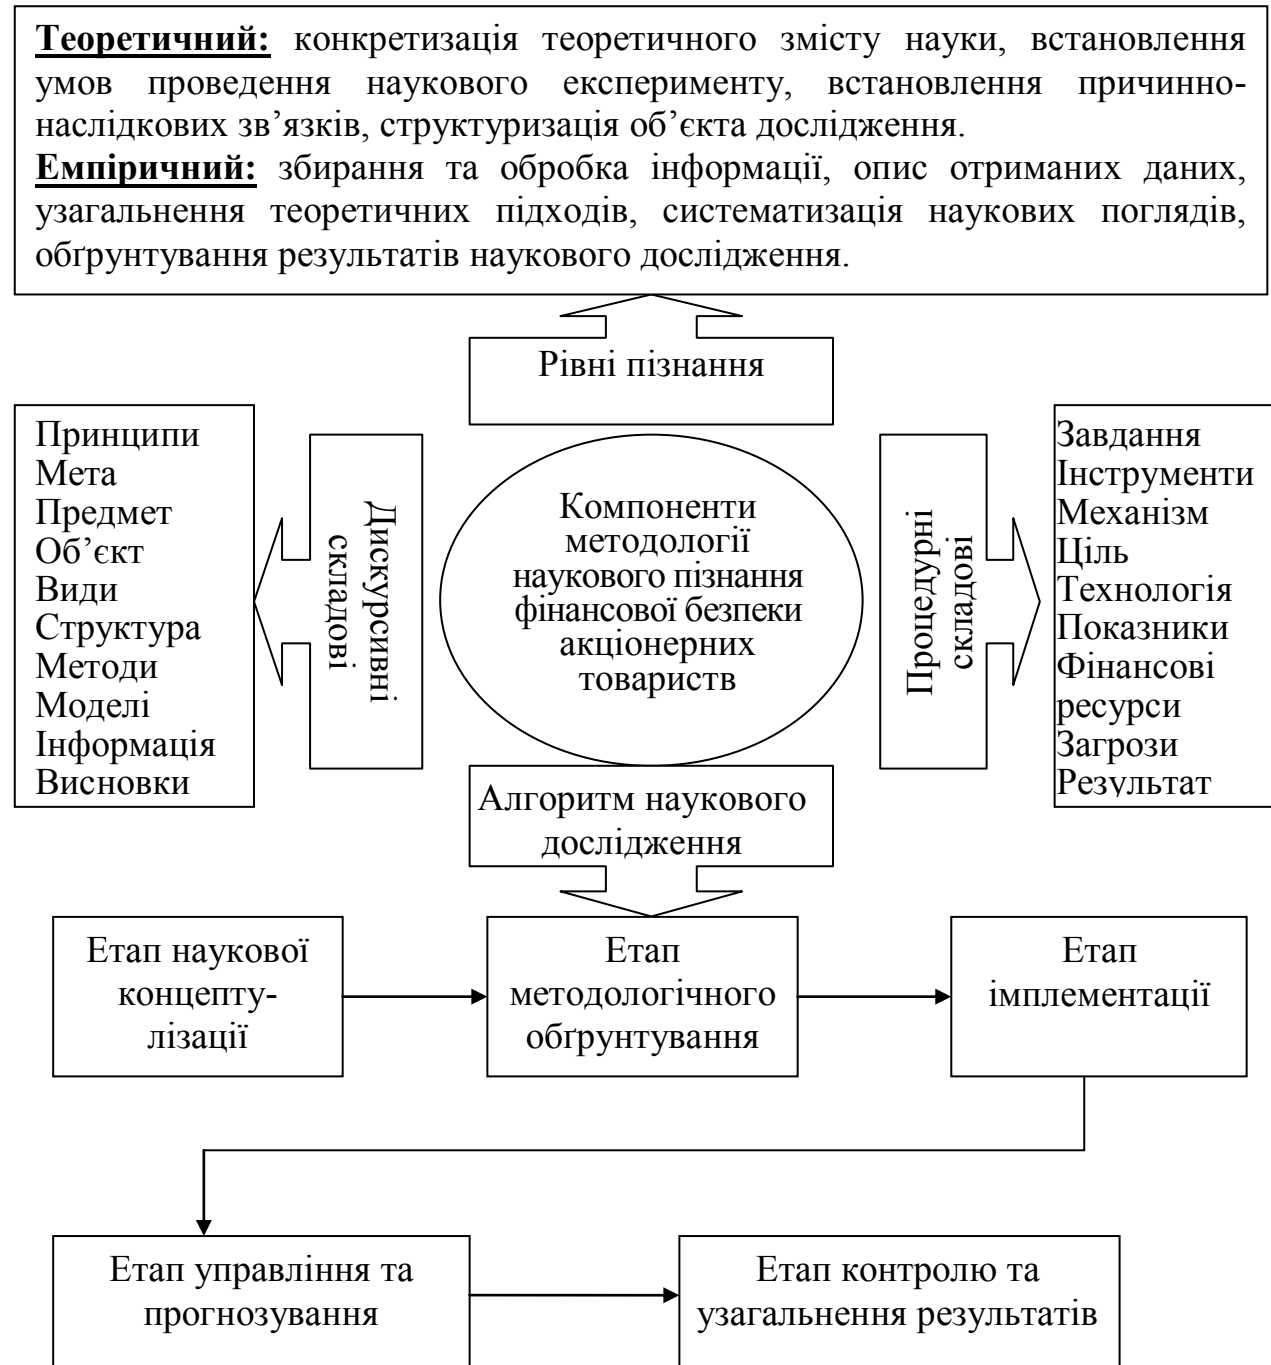 Теоретичний: конкретизація теоретичного змісту науки, встановлення
умов проведення наукового експерименту, встановлення причинно-
наслідкових зв’язків, структуризація об’єкта дослідження.
Емпіричний: збирання та обробка інформації, опис отриманих даних,
узагальнення теоретичних підходів, систематизація наукових поглядів,
обґрунтування результатів наукового дослідження.
Рівні пізнання
Принципи
Мета
Предмет
Об’єкт
Види
Структура
Методи
Моделі
Інформація
Висновки
Дискурсивні
складові
Компоненти
методології
наукового пізнання
фінансової безпеки
акціонерних
товариств
Процедурні
складові
Завдання
Інструменти
Механізм
Ціль
Технологія
Показники
Фінансові
ресурси
Загрози
Результат
Алгоритм наукового
дослідження
Етап наукової
концепту-
лізації
Етап
методологічного
обґрунтування
Етап
імплементації
Етап управління та
прогнозування
Етап контролю та
узагальнення результатів